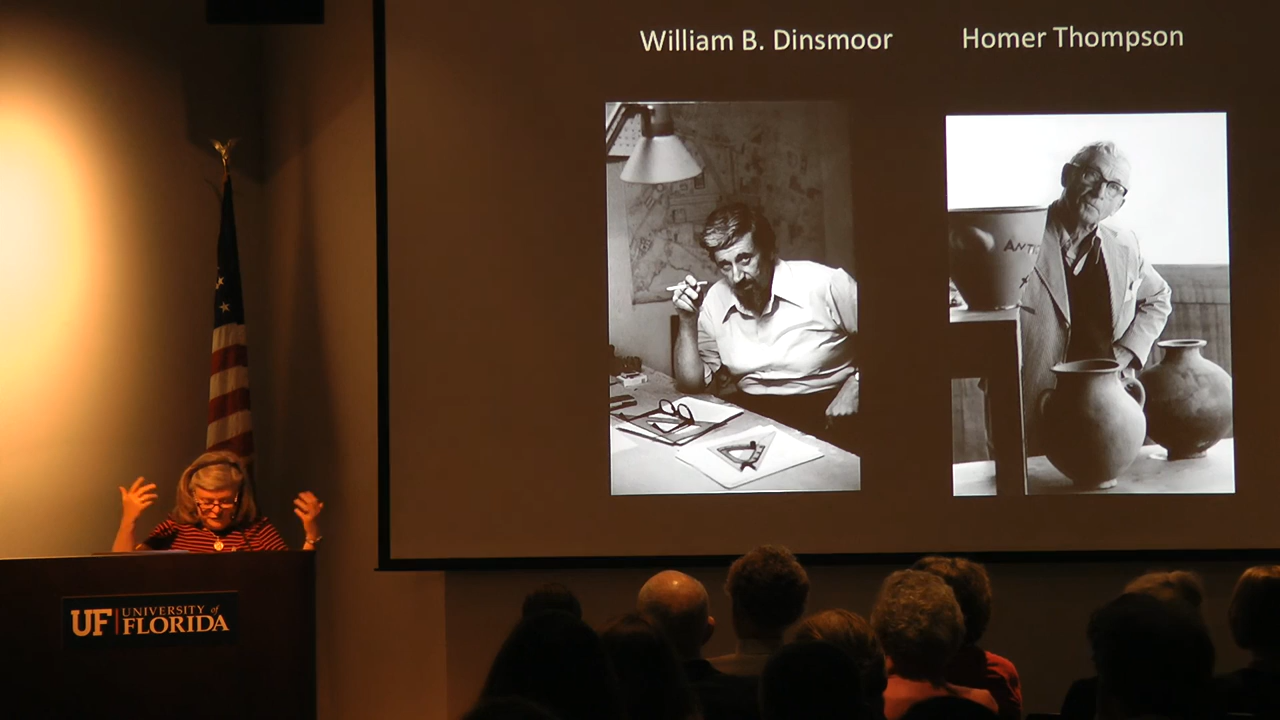 William B. Dinsmoor
Homer Thompson
UF UNIVERSITY of
FLORIDA